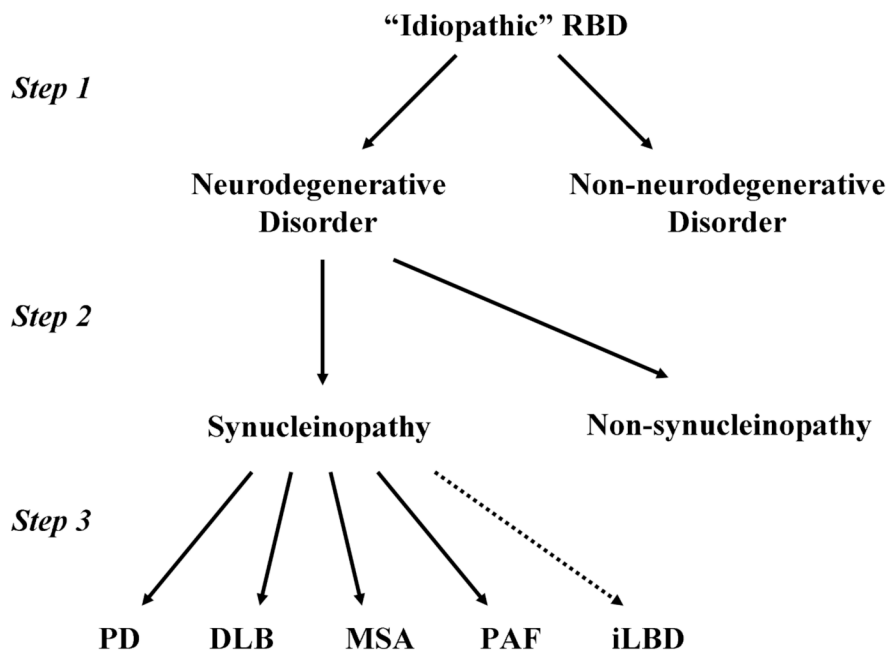 “Idiopathic” RBD
Step 1
Neurodegenerative
Disorder
Non-neurodegenerative
Disorder
Step 2
Synucleinopathy
Non-synucleinopathy
Step 3
PD
DLB
MSA
PAF
iLBD